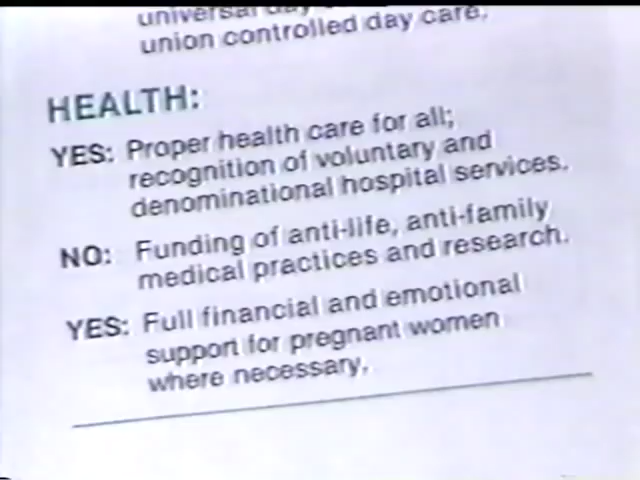 universal day
union controlled day care.
HEALTH:
YES: Proper health care for all;
recognition of voluntary and
denominational hospital services.
NO: Funding of anti-life, anti-family
medical practices and research.
YES: Full financial and emotional
support for pregnant women
where necessary.